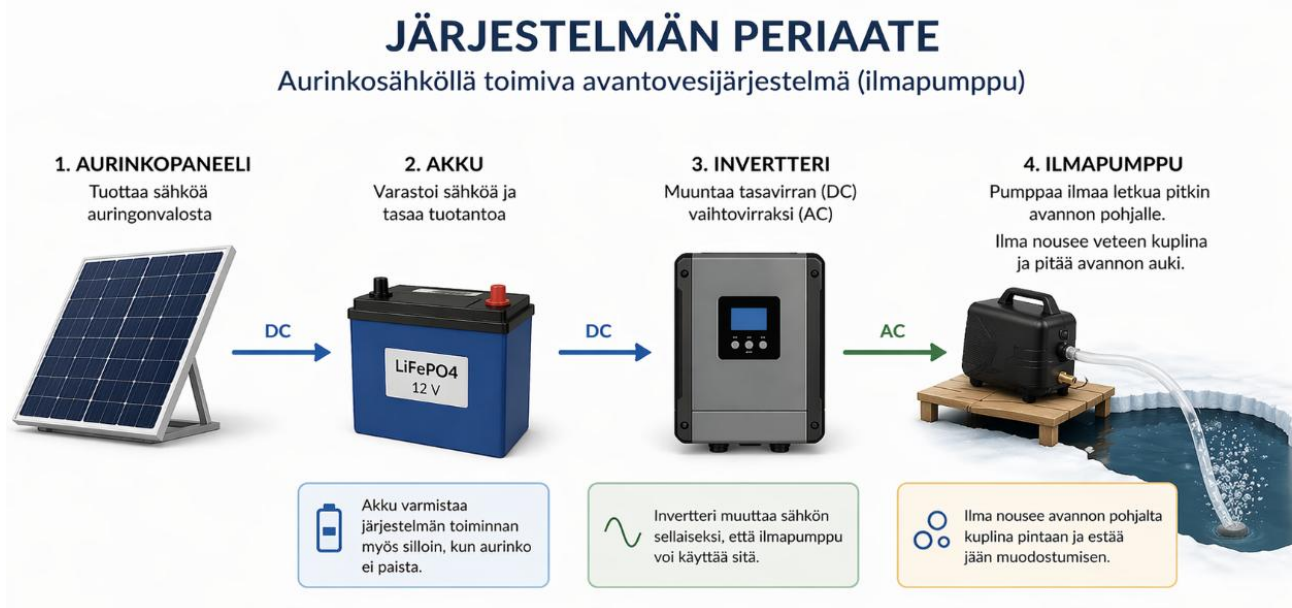 JÄRJESTELMÄN PERIAATE
Aurinkosähköllä toimiva avantovesijärjestelmä (ilmapumppu)
1. AURINKOPANEELI
Tuottaa sähköä
auringonvalosta
2. AKKU
Varastoi sähköä ja
tasaa tuotantoa
3. INVERTTERI
Muuntaa tasavirran (DC)
vaihtovirraksi (AC)
4. ILMAPUMPPU
Pumppaa ilmaa letkua pitkin
avannon pohjalle.
Ilma nousee veteen kuplina
ja pitää avannon auki.
DC
LiFePO4
12 V
DC
AC
Akku varmistaa
järjestelmän toiminnan
myös silloin, kun aurinko
ei paista.
Invertteri muuttaa sähkön
sellaiseksi, että ilmapumppu
voi käyttää sitä.
Ilma nousee avannon pohjalta
kuplina pintaan ja estää
jään muodostumisen.